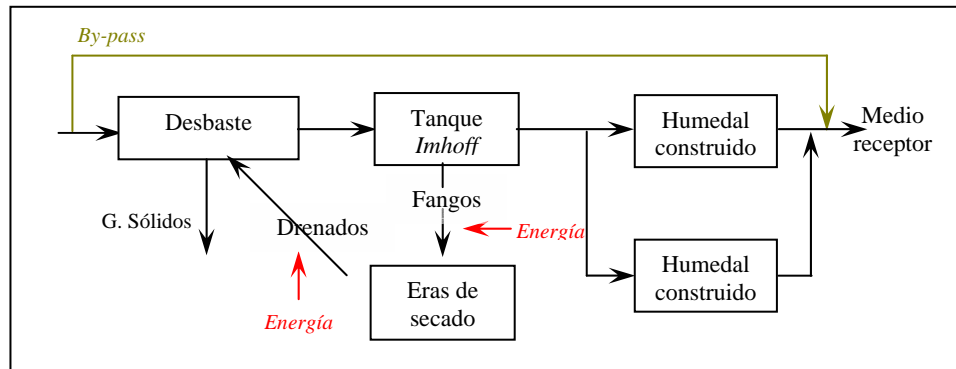 By-pass
Desbaste
Tanque
Imhoff
Humedal
construido
Medio
receptor
G. Sólidos
Drenados
Fangos
Energía
Energía
Eras de
secado
Humedal
construido